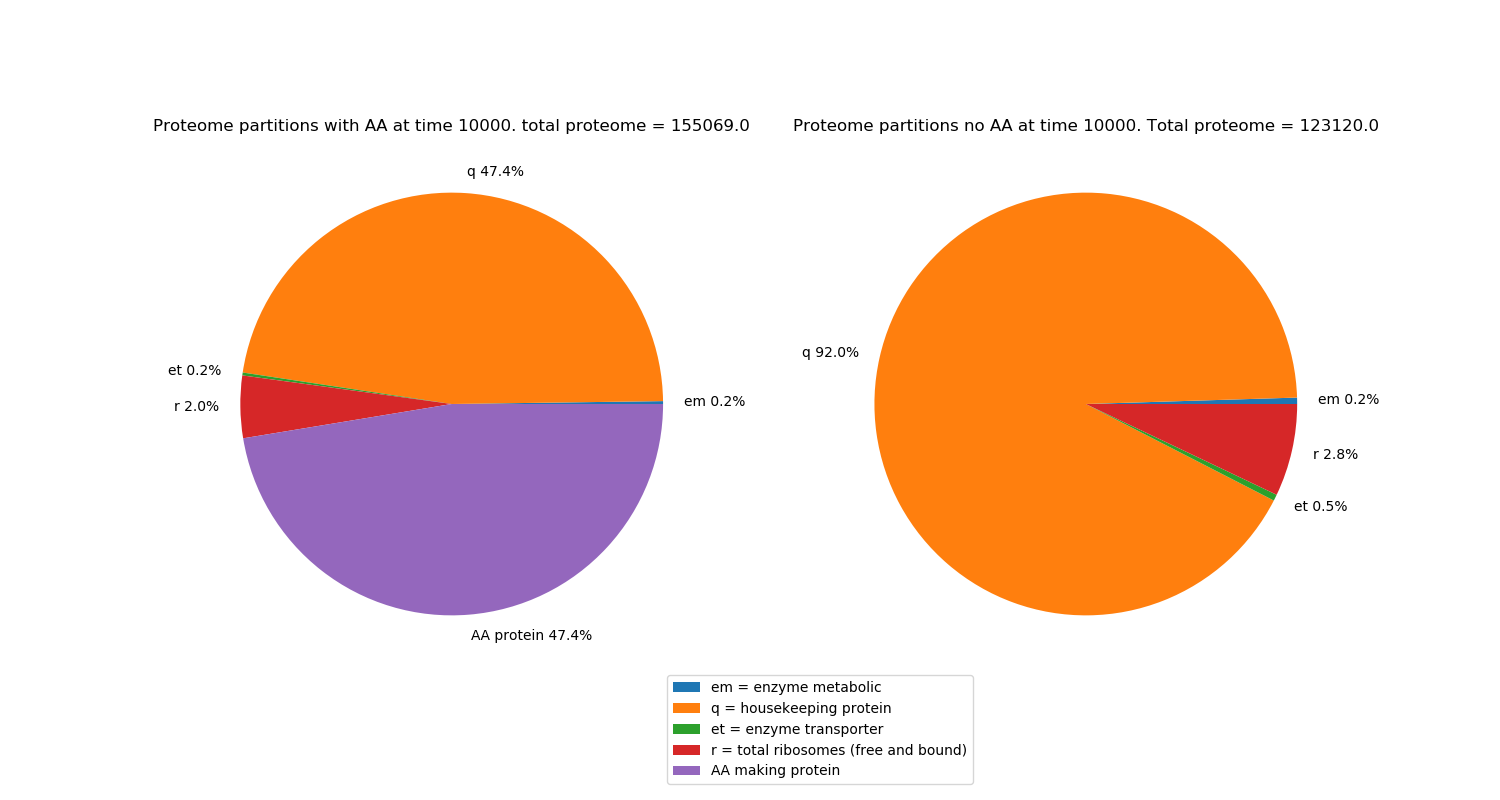 Proteome partitions with AA at time 10000. total proteome = 155069.0
q 47.4%
et 0.2%
r 2.0%
em 0.2%
AA protein 47.4%
Proteome partitions no AA at time 10000. Total proteome = 123120.0
q 92.0%
em 0.2%
r 2.8%
et 0.5%
em = enzyme metabolic
q = housekeeping protein
et = enzyme transporter
r = total ribosomes (free and bound)
AA making protein